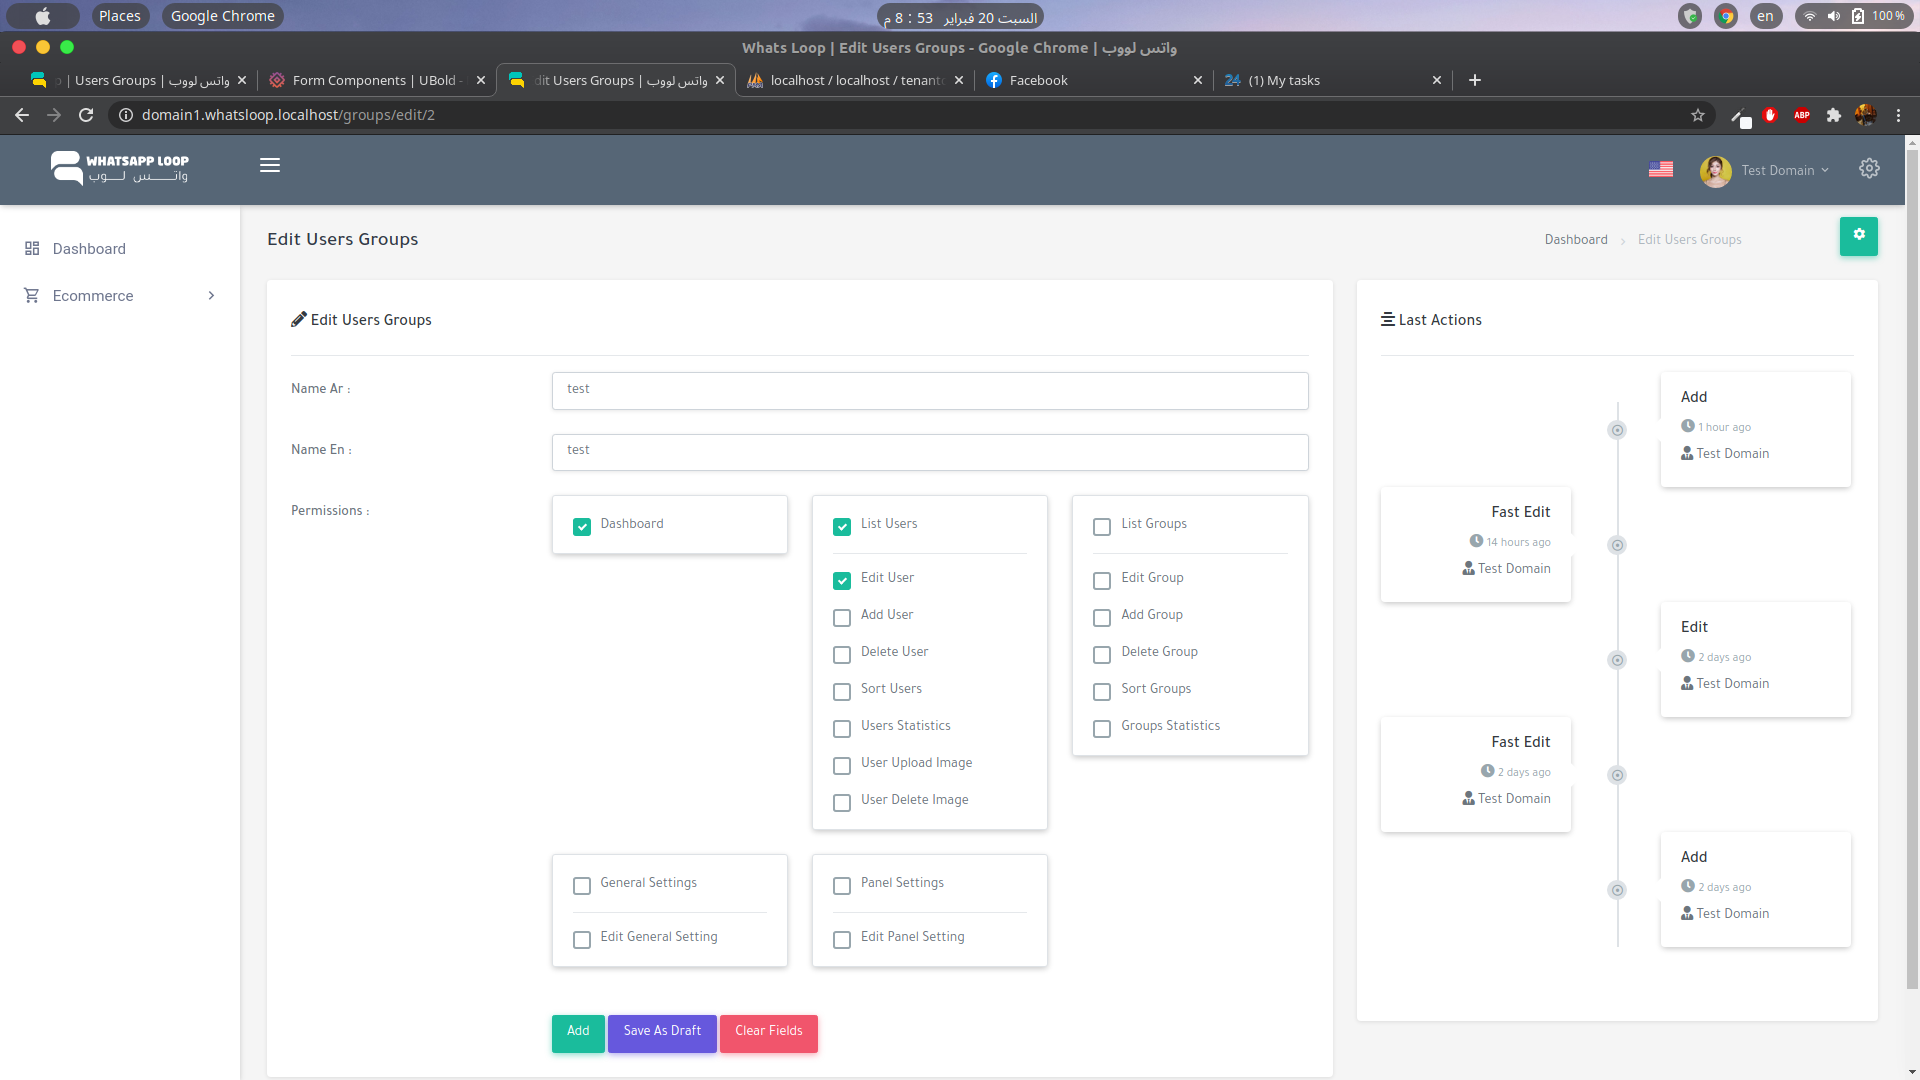 Places
Google Chrome
السبت 20 فبراير 8 : 53 م
en
100 %
Whats Loop | Edit Users Groups - Google Chrome | واتس لووب
| Users Groups | واتس لووب
Form Components | UBold -
dit Users Groups | واتس لووب
localhost / localhost / tenant
Facebook
24 (1) My tasks
domain1.whatsloop.localhost/groups/edit/2
ABP
WHATSAPP LOOP
واتس لوب
Test Domain
Dashboard
Ecommerce
Edit Users Groups
Dashboard
Edit Users Groups
Edit Users Groups
Name Ar :
test
Name En :
test
Permissions :
Dashboard
List Users
Edit User
Add User
Delete User
Sort Users
Users Statistics
User Upload Image
User Delete Image
List Groups
Edit Group
Add Group
Delete Group
Sort Groups
Groups Statistics
General Settings
Edit General Setting
Panel Settings
Edit Panel Setting
Add
Save As Draft
Clear Fields
Last Actions
Add
1 hour ago
Test Domain
Fast Edit
14 hours ago
Test Domain
Edit
2 days ago
Test Domain
Fast Edit
2 days ago
Test Domain
Add
2 days ago
Test Domain